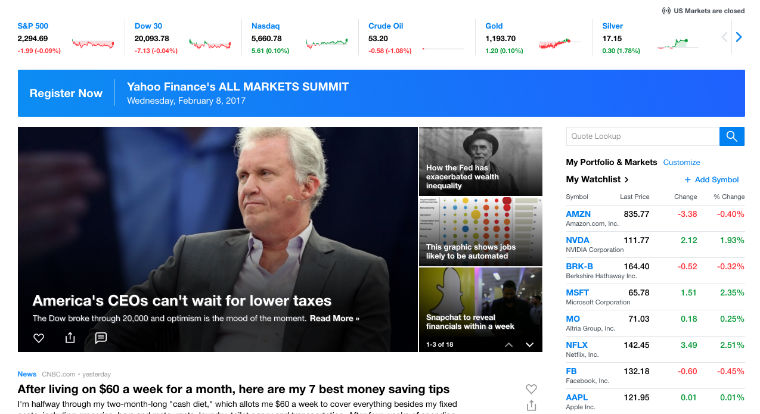 US Markets are closed
S&P 500
2,294.69
-1.99 (-0.09%)
Dow 30
20,093.78
-7.13 (-0.04%)
Nasdaq
5,660.78
5.61 (0.10%)
Crude Oil
53.20
-0.58 (-1.08%)
Gold
1,193.70
1.20 (0.10%)
Silver
17.15
0.30 (1.78%)
Register Now
Yahoo Finance's ALL MARKETS SUMMIT
Wednesday, February 8, 2017
America's CEOs can't wait for lower taxes
The Dow broke through 20,000 and optimism is the mood of the moment. Read More »
How the Fed has
exacerbated wealth
inequality
This graphic shows jobs
likely to be automated
Snapchat to reveal
financials within a week
1-3 of 18
News CNBC.com • yesterday
After living on $60 a week for a month, here are my 7 best money saving tips
I'm halfway through my two-month-long "cash diet," which allots me $60 a week to cover everything besides my fixed
Quote Lookup
My Portfolio & Markets Customize
My Watchlist > + Add Symbol
Symbol Last Price Change % Change
AMZN 835.77 -3.38 -0.40%
Amazon.com, Inc.
NVDA 111.77 2.12 1.93%
NVIDIA Corporation
BRK-B 164.40 -0.52 -0.32%
Berkshire Hathaway Inc.
MSFT 65.78 1.51 2.35%
Microsoft Corporation
MO 71.03 0.18 0.25%
Altria Group, Inc.
NFLX 142.45 3.49 2.51%
Netflix, Inc.
FB 132.18 -0.60 -0.45%
Facebook, Inc.
AAPL 121.95 0.01 0.01%
Apple Inc.